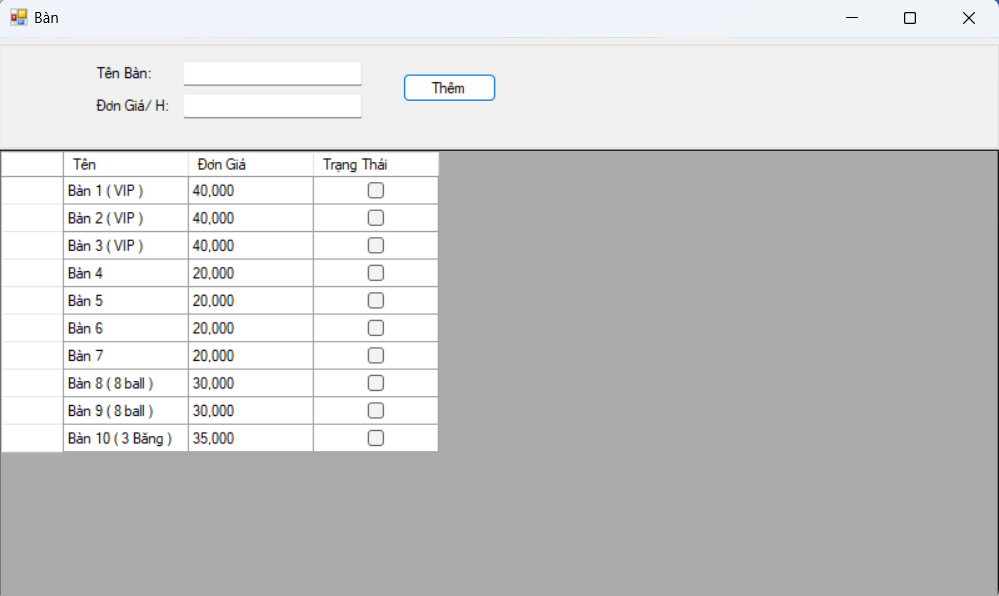 Bàn
Tên Bàn:
Thêm
Đơn Giá/ H:
Tên Đơn Giá Trạng Thái
Bàn 1 ( VIP ) 40,000
Bàn 2 ( VIP ) 40,000
Bàn 3 ( VIP ) 40,000
Bàn 4 20,000
Bàn 5 20,000
Bàn 6 20,000
Bàn 7 20,000
Bàn 8 ( 8 ball ) 30,000
Bàn 9 ( 8 ball ) 30,000
Bàn 10 ( 3 Băng ) 35,000